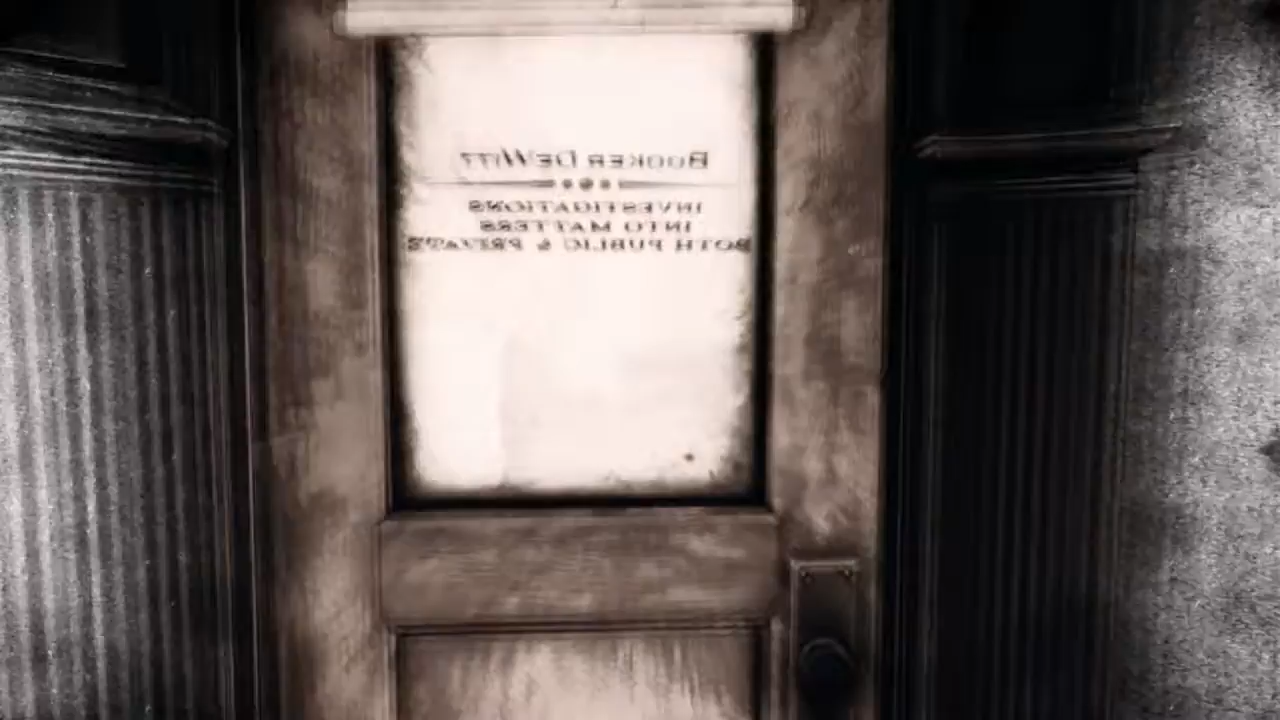 BOOKER DEWITT
INVESTIGATIONS
INTO MATTERS
BOTH PUBLIC & PRIVATE